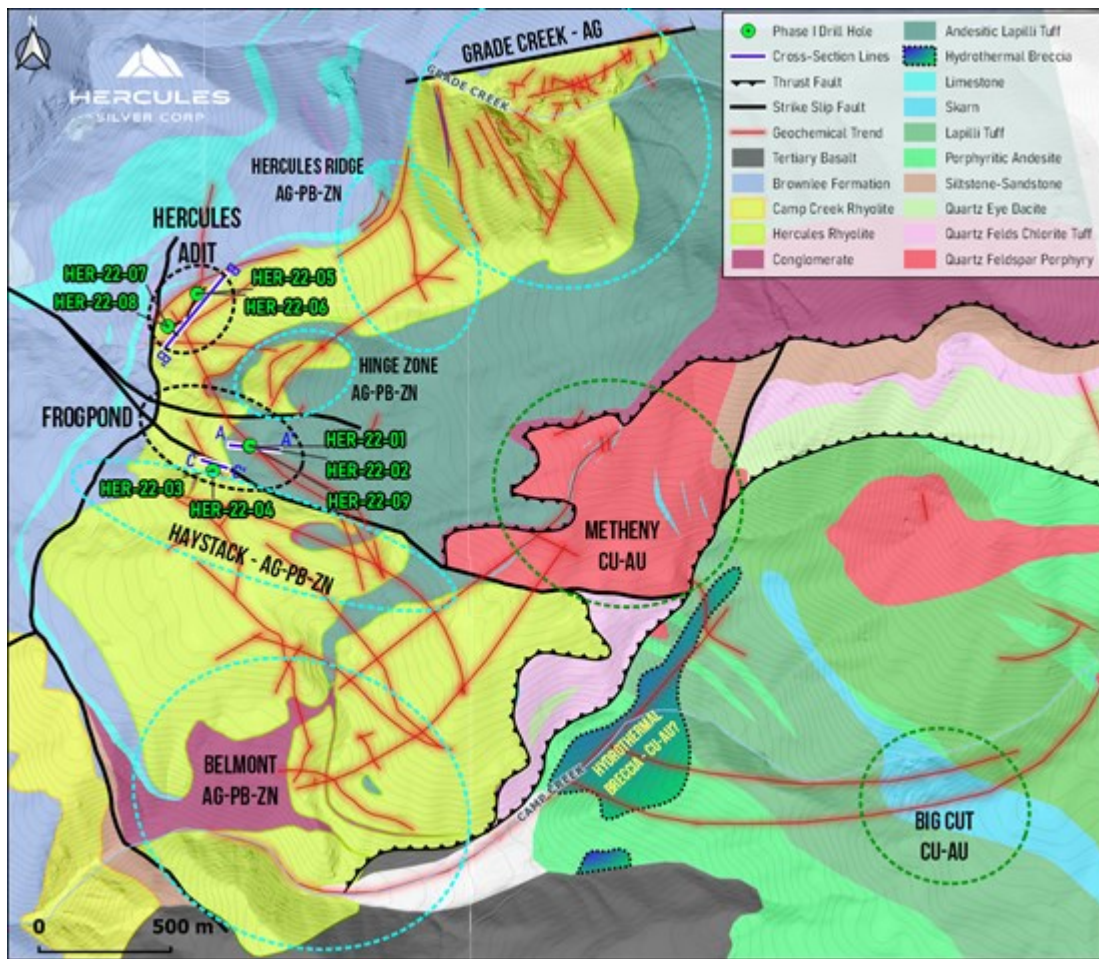 HERCULES
SILVER CORP
GRADE CREEK - AG
GRADE CREEK
HERCULES RIDGE
AG-PB-ZN
HERCULES
ADIT
HER-22-07
HER-22-08
HER-22-05
HER-22-06
B
B'
HINGE ZONE
AG-PB-ZN
FROGPOND
A
A'
C
C'
HER-22-01
HER-22-02
HER-22-03
HER-22-04
HER-22-09
HAYSTACK - AG-PB-ZN
METHENY
CU-AU
HYDROTHERMAL
BRECCIA - CU-AU?
CAMP CREEK
BELMONT
AG-PB-ZN
BIG CUT
CU-AU
0 500 m
Phase I Drill Hole
Cross-Section Lines
Thrust Fault
Strike Slip Fault
Geochemical Trend
Tertiary Basalt
Brownlee Formation
Camp Creek Rhyolite
Hercules Rhyolite
Conglomerate
Andesitic Lapilli Tuff
Hydrothermal Breccia
Limestone
Skarn
Lapilli Tuff
Porphyritic Andesite
Siltstone-Sandstone
Quartz Eye Dacite
Quartz Felds Chlorite Tuff
Quartz Feldspar Porphyry